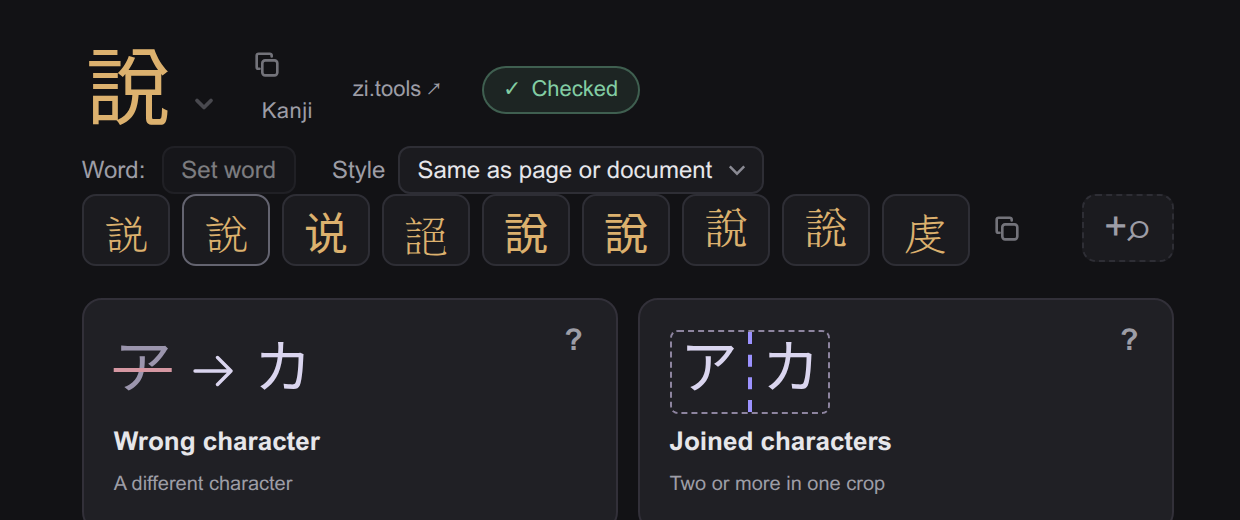 說
Kanji
zi.tools ↗
✓ Checked
Word: Set word Style Same as page or document
説 說 说 誋 說 說 說 說 虔
ア → カ ?
Wrong character
A different character
ア カ ?
Joined characters
Two or more in one crop